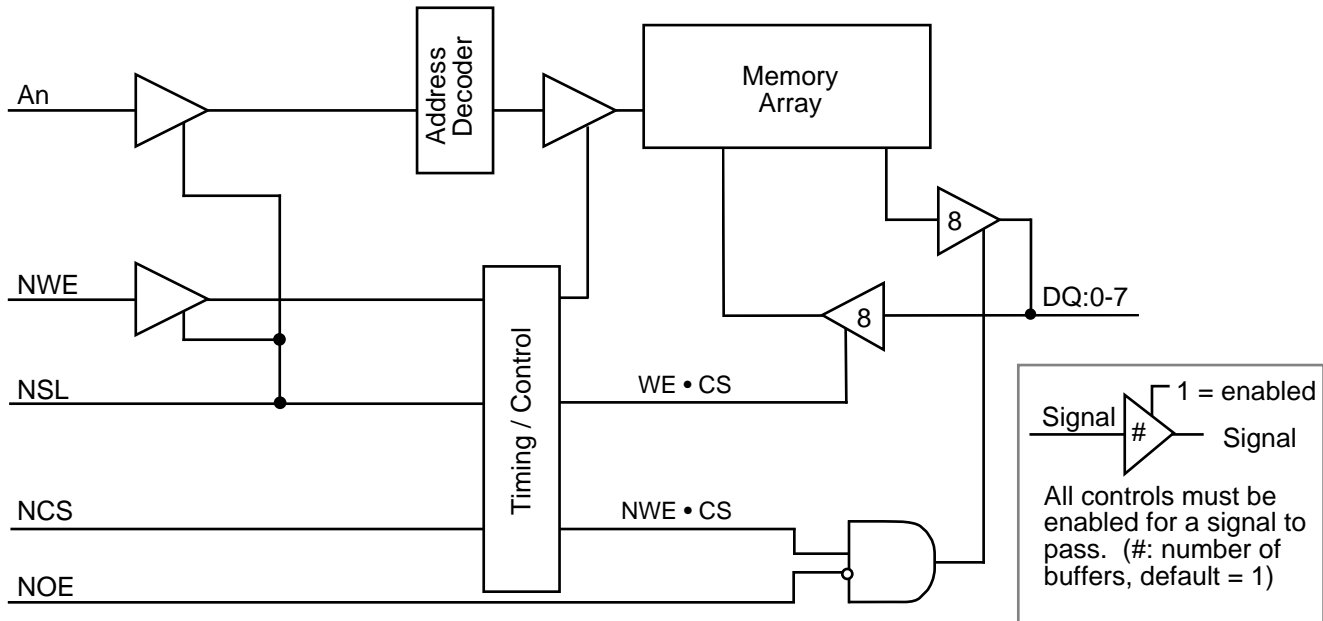 An
Address
Decoder
Memory
Array
8
NWE
8
DQ:0-7
NSL
WE • CS
Timing / Control
NCS
NWE • CS
NOE
1 = enabled
Signal
#
Signal
All controls must be
enabled for a signal to
pass.  (#: number of
buffers, default = 1)